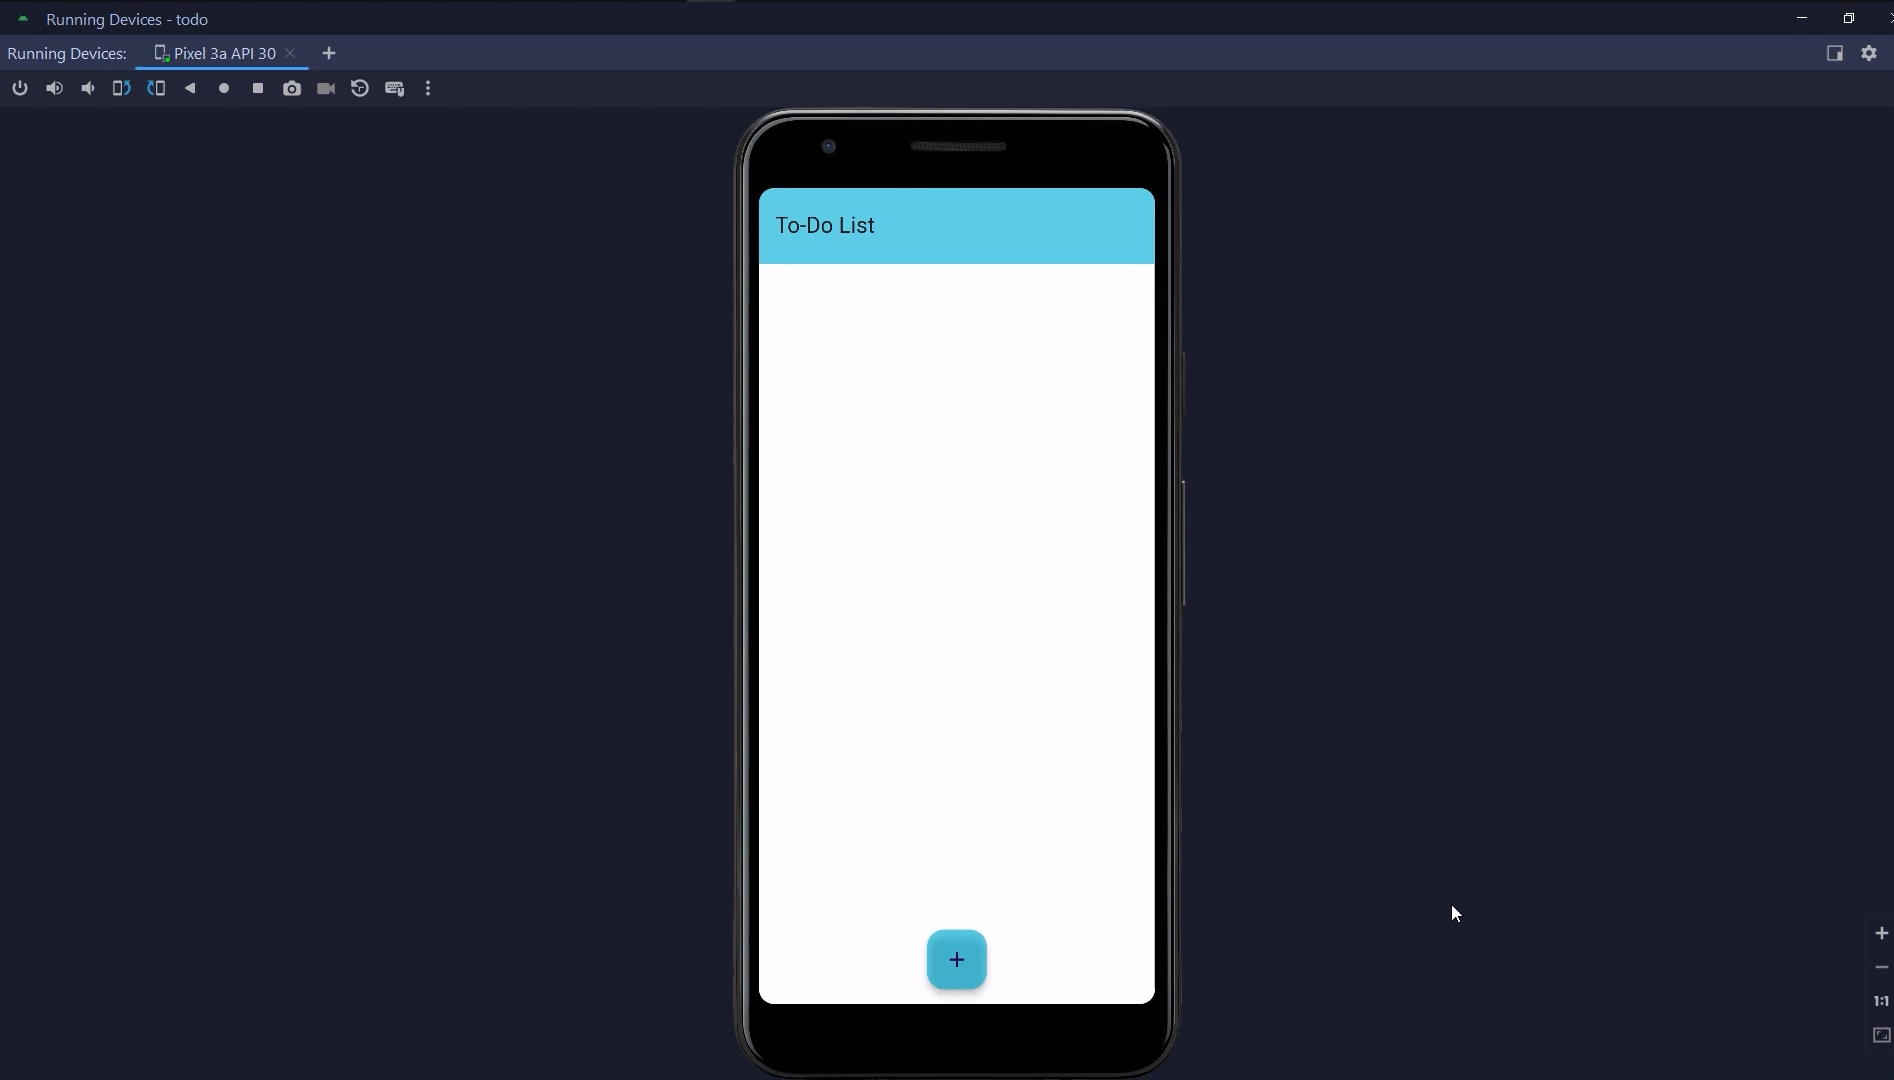 Running Devices - todo
Running Devices:
Pixel 3a API 30
To-Do List
+
1:1